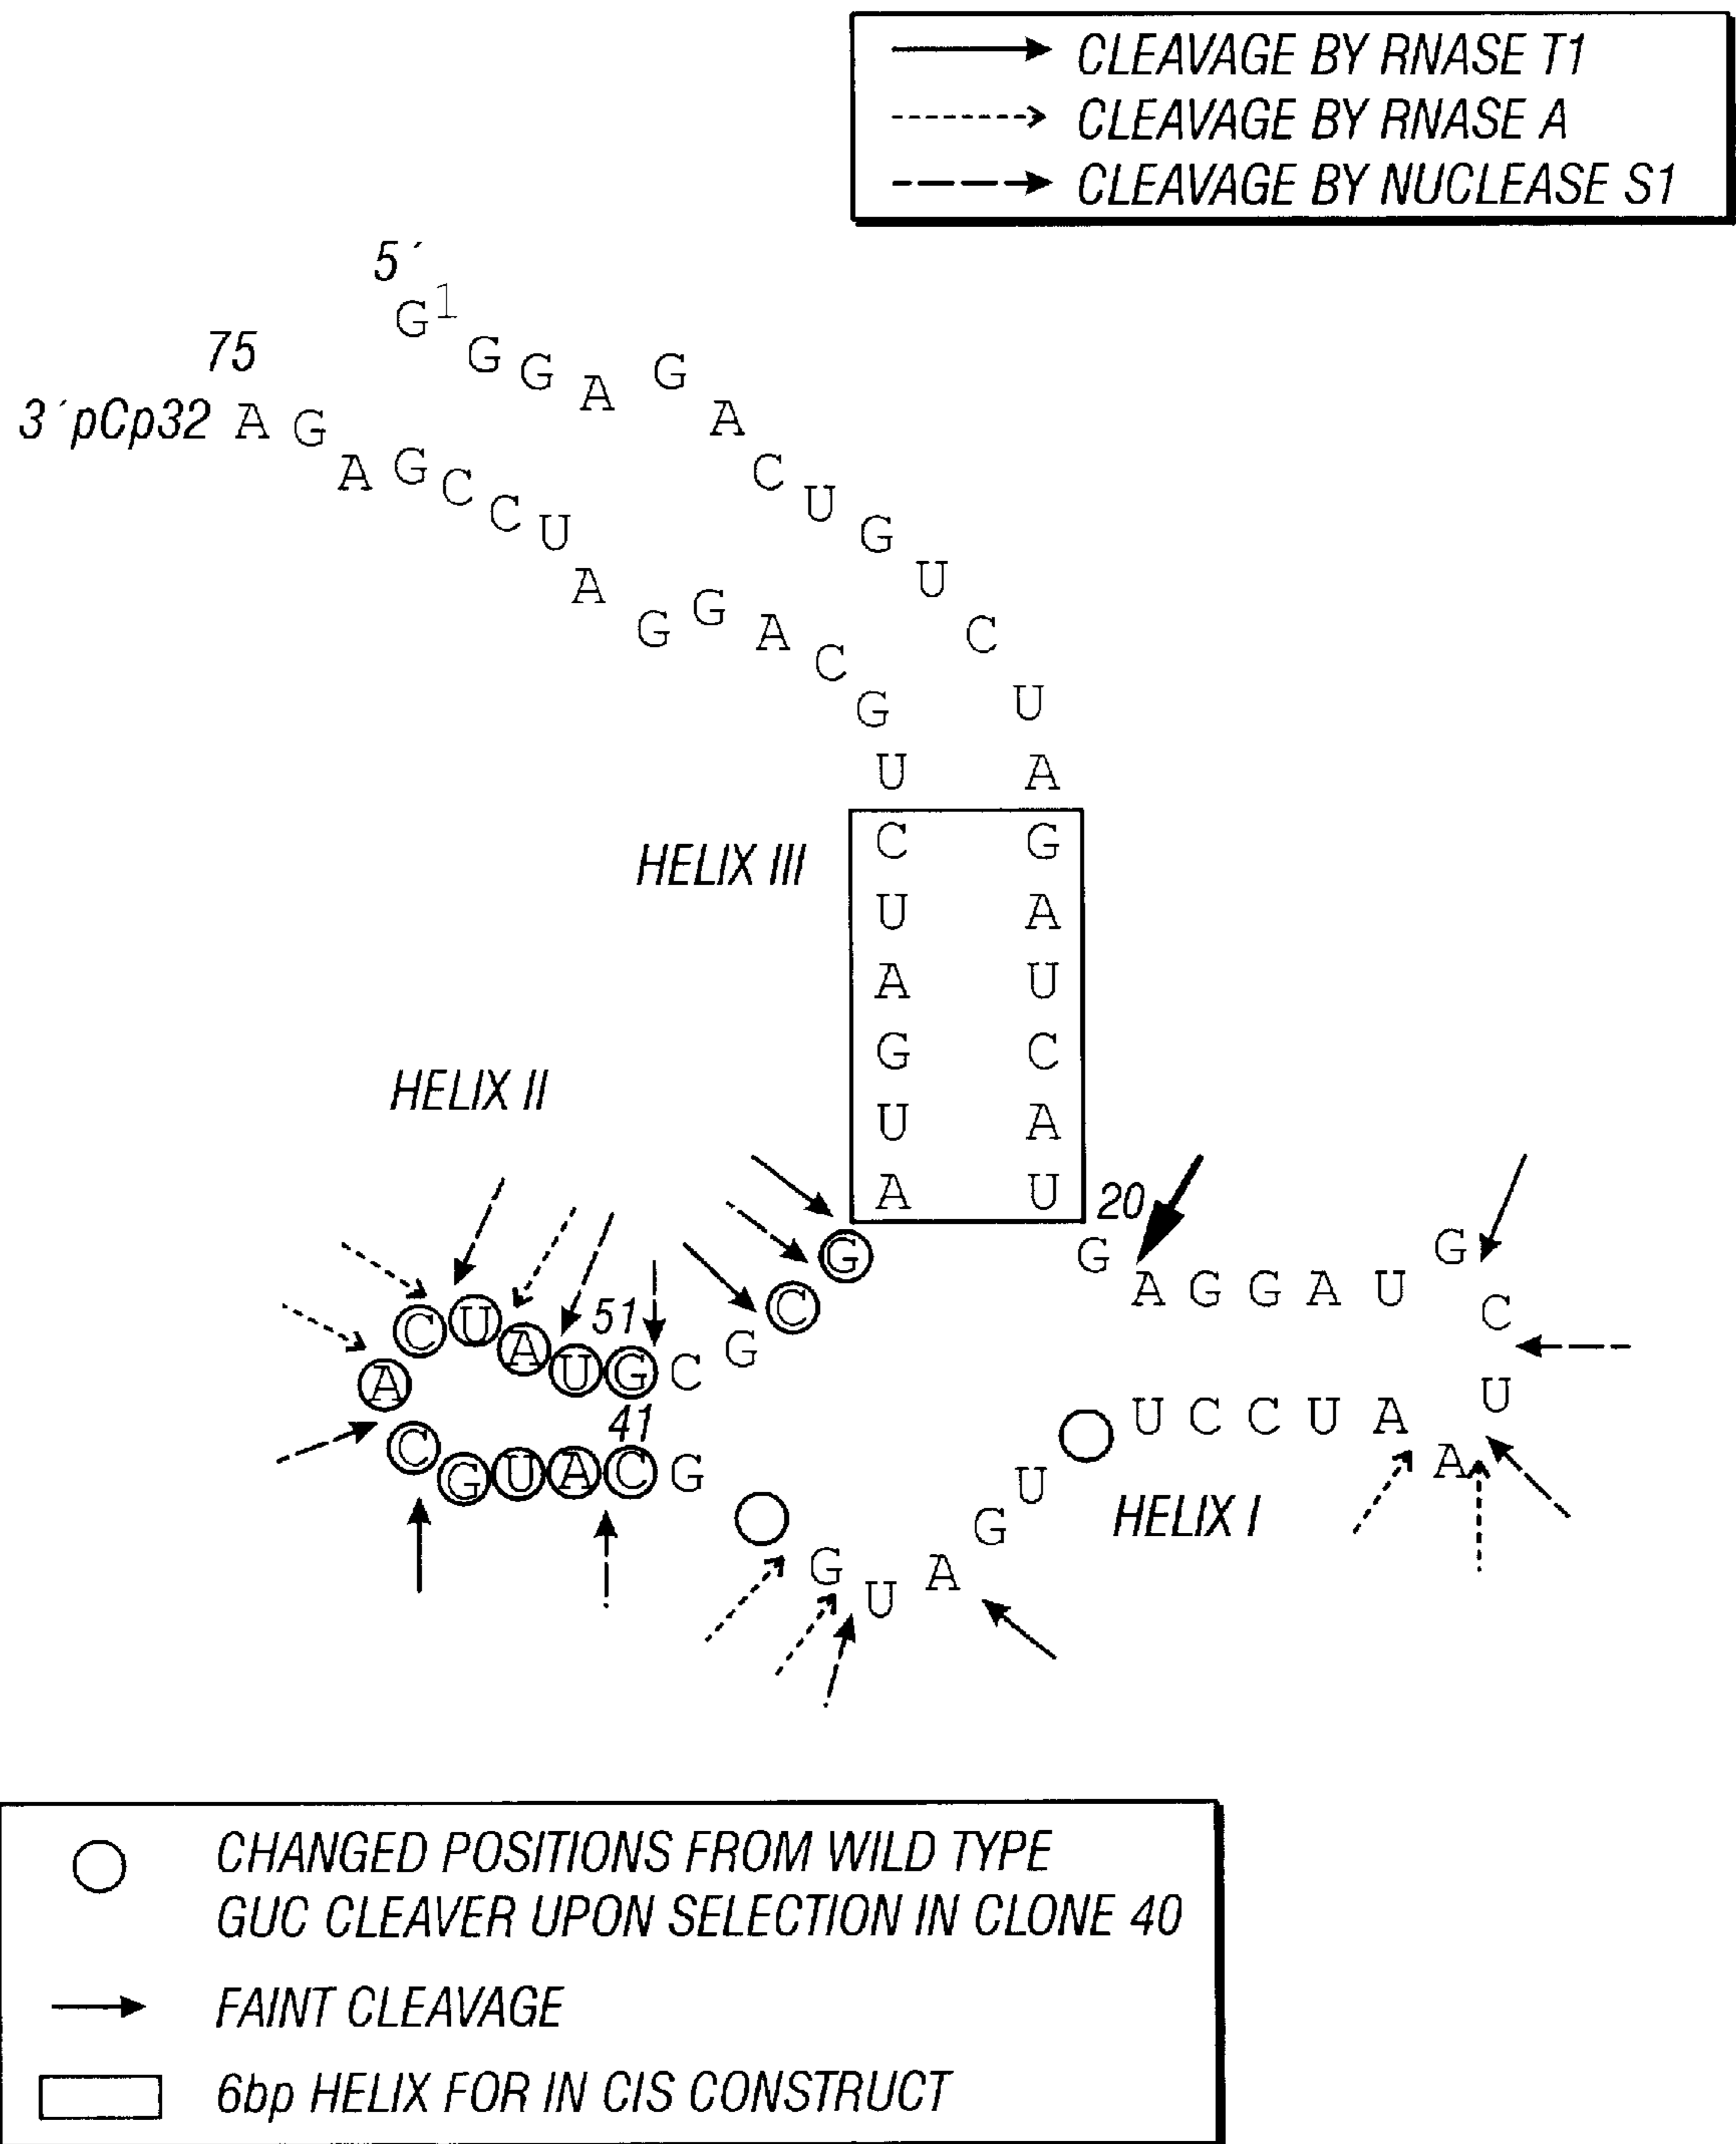 CLEAVAGE BY RNASE T1
CLEAVAGE BY RNASE A
CLEAVAGE BY NUCLEASE S1
5´
G1 G G A G A C U G U C U A
75
3´pCp32 A G A G C C U A G G A C G U
HELIX III
C G
U A
A U
G C
U A
A U
HELIX II
20
G A G G A U G C U A
A U C C U
U G A U G
HELIX I
G C G
C G U A U C A
51
41
C G U A C G
CHANGED POSITIONS FROM WILD TYPE
GUC CLEAVER UPON SELECTION IN CLONE 40
FAINT CLEAVAGE
6bp HELIX FOR IN CIS CONSTRUCT